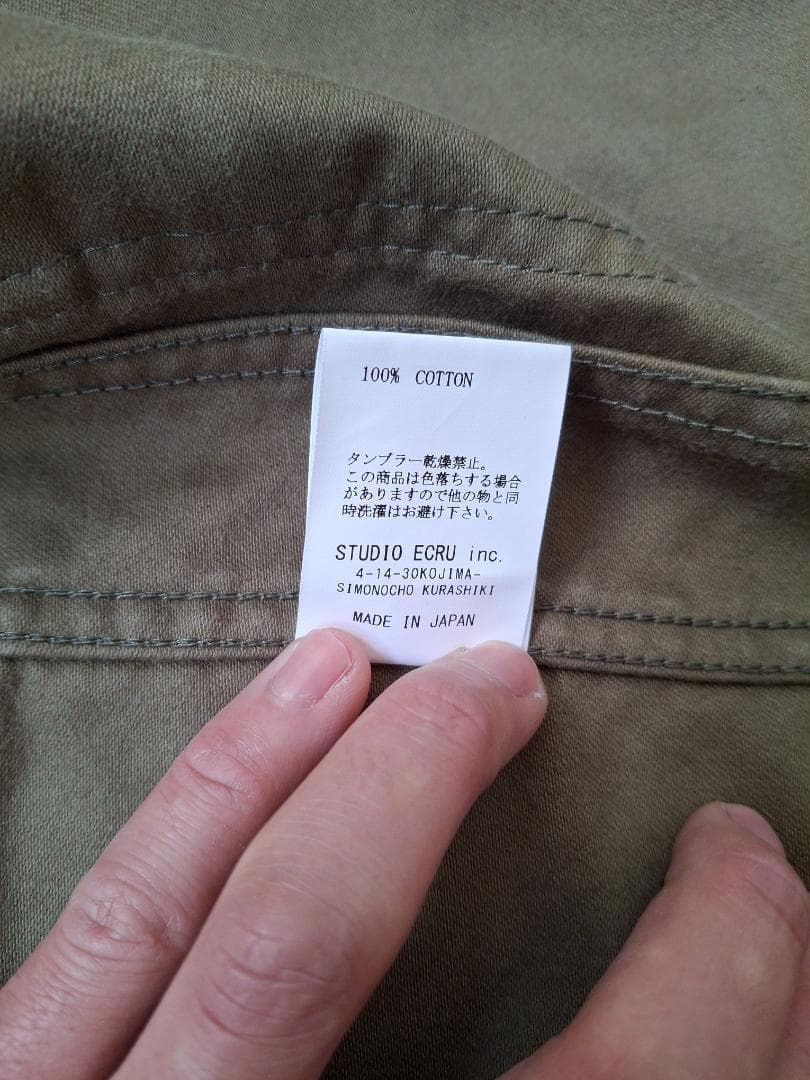 100% COTTON
タンブラー乾燥禁止。
この商品は色落ちする場合
がありますので他の物と同
時洗濯はお避け下さい。
STUDIO ECRU inc.
4-14-30KOJIMA-
SIMONOCHO KURASHIKI
MADE IN JAPAN